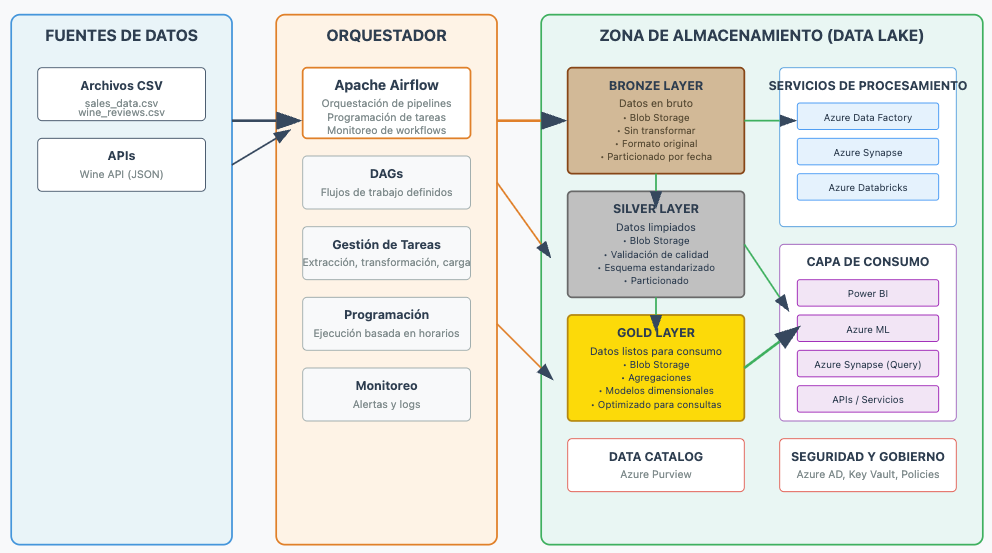 FUENTES DE DATOS
Archivos CSV
sales_data.csv
wine_reviews.csv
APIs
Wine API (JSON)
ORQUESTADOR
Apache Airflow
Orquestación de pipelines
Programación de tareas
Monitoreo de workflows
DAGs
Flujos de trabajo definidos
Gestión de Tareas
Extracción, transformación, carga
Programación
Ejecución basada en horarios
Monitoreo
Alertas y logs
ZONA DE ALMACENAMIENTO (DATA LAKE)
BRONZE LAYER
Datos en bruto
• Blob Storage
• Sin transformar
• Formato original
• Particionado por fecha
SILVER LAYER
Datos limpiados
• Blob Storage
• Validación de calidad
• Esquema estandarizado
• Particionado
GOLD LAYER
Datos listos para consumo
• Blob Storage
• Agregaciones
• Modelos dimensionales
• Optimizado para consultas
DATA CATALOG
Azure Purview
SERVICIOS DE PROCESAMIENTO
Azure Data Factory
Azure Synapse
Azure Databricks
CAPA DE CONSUMO
Power BI
Azure ML
Azure Synapse (Query)
APIs / Servicios
SEGURIDAD Y GOBIERNO
Azure AD, Key Vault, Policies